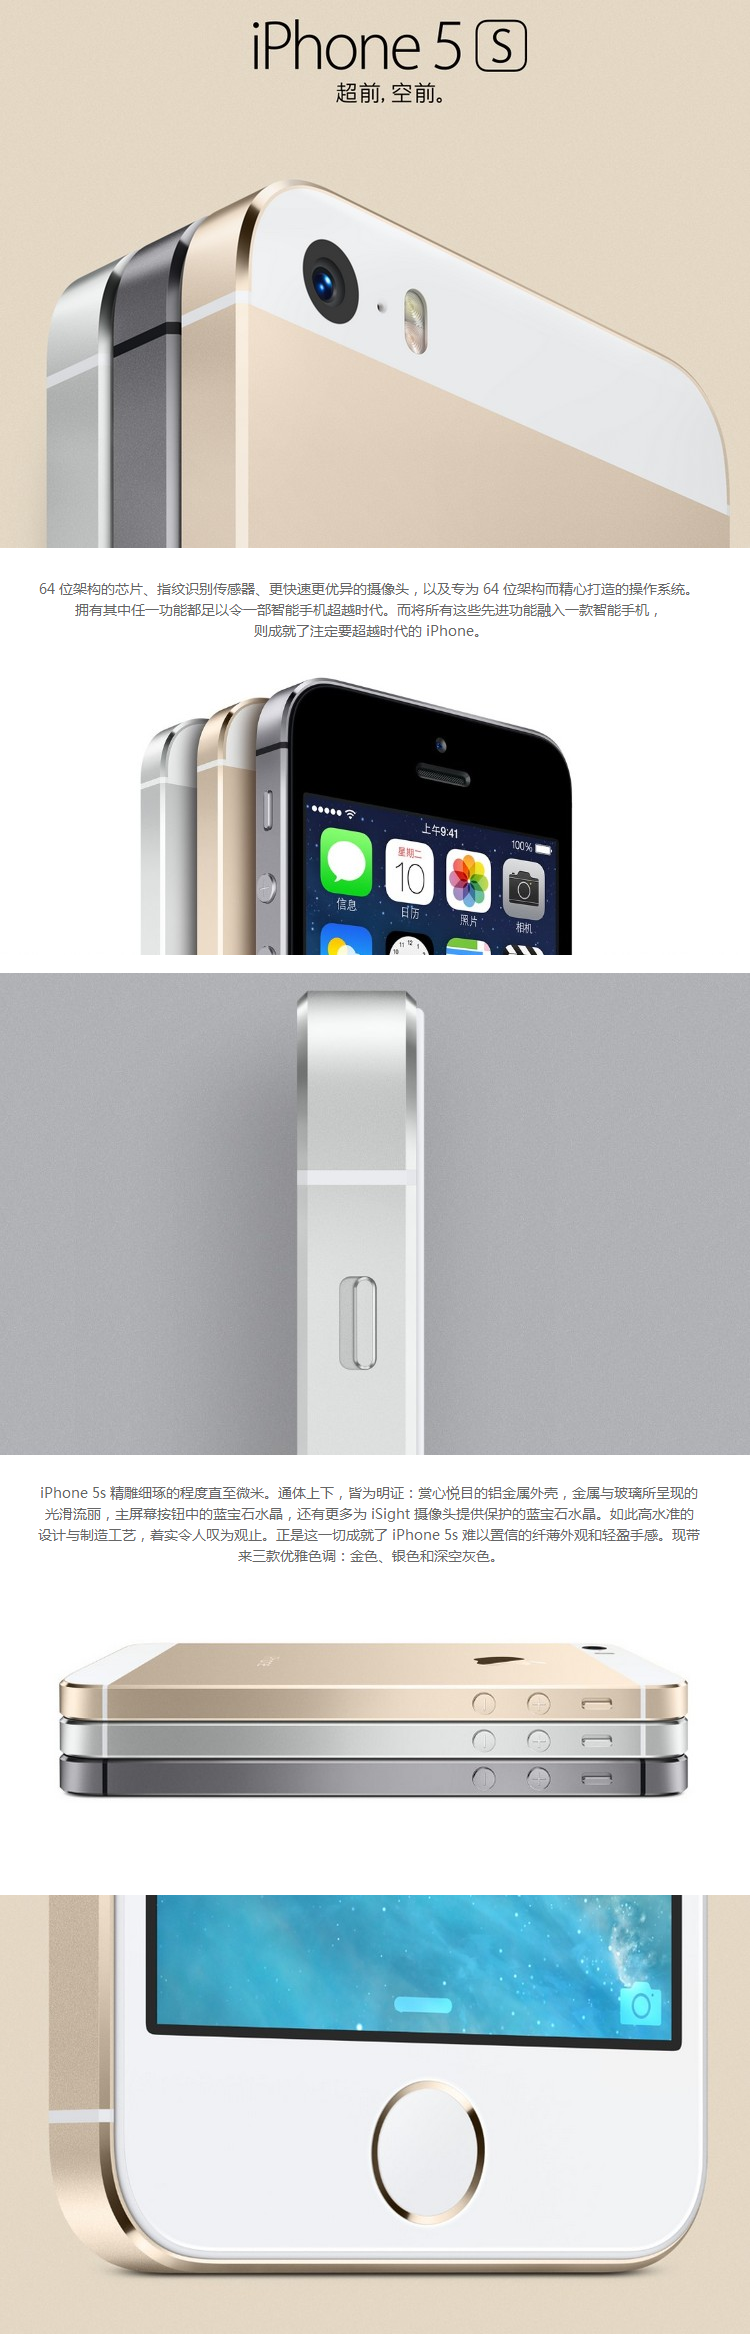 iPhone 5 S
超前, 空前。
64 位架构的芯片、指纹识别传感器、更快速更优异的摄像头，以及专为 64 位架构而精心打造的操作系统。
拥有其中任一功能都足以令一部智能手机超越时代。而将所有这些先进功能融入一款智能手机，
则成就了注定要超越时代的 iPhone。
上午9:41
100%
星期二
10
信息
日历
照片
相机
iPhone 5s 精雕细琢的程度直至微米。通体上下，皆为明证：赏心悦目的铝金属外壳，金属与玻璃所呈现的
光滑流丽，主屏幕按钮中的蓝宝石水晶，还有更多为 iSight 摄像头提供保护的蓝宝石水晶。如此高水准的
设计与制造工艺，着实令人叹为观止。正是这一切成就了 iPhone 5s 难以置信的纤薄外观和轻盈手感。现带
来三款优雅色调：金色、银色和深空灰色。